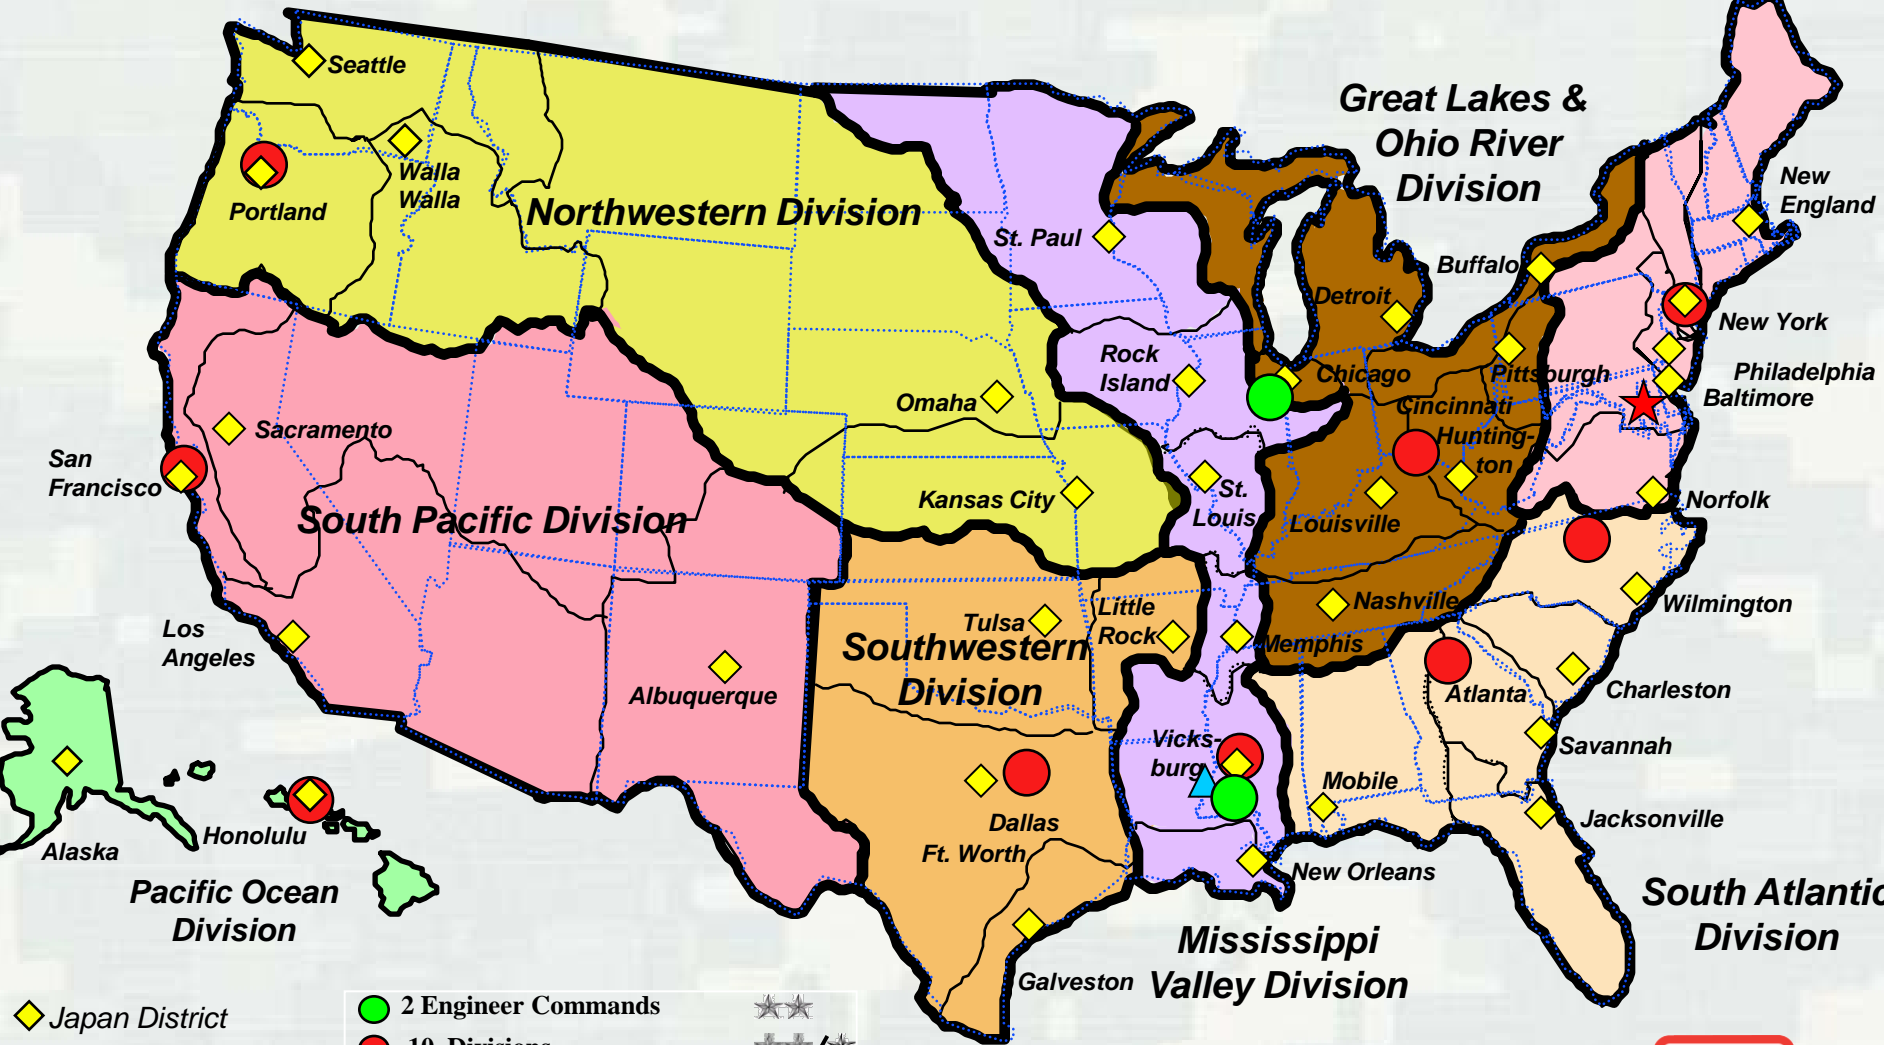 Seattle
Great Lakes &
Ohio River
Division
Walla
Walla
New
England
Portland
Northwestern Division
St. Paul
Buffalo
Detroit
New York
Rock
Island
Chicago
Pittsburgh
Philadelphia
Baltimore
Omaha
Cincinnati
Hunting-
ton
Sacramento
San
Francisco
Kansas City
St.
Louis
Norfolk
South Pacific Division
Louisville
Nashville
Wilmington
Los
Angeles
Tulsa
Little
Rock
Memphis
Southwestern
Division
Albuquerque
Atlanta
Charleston
Vicks-
burg
Savannah
Mobile
Jacksonville
Dallas
Ft. Worth
Alaska
Honolulu
New Orleans
Pacific Ocean
Division
South Atlantic
Division
Mississippi
Valley Division
Galveston
Japan District
2 Engineer Commands
10 Divisions